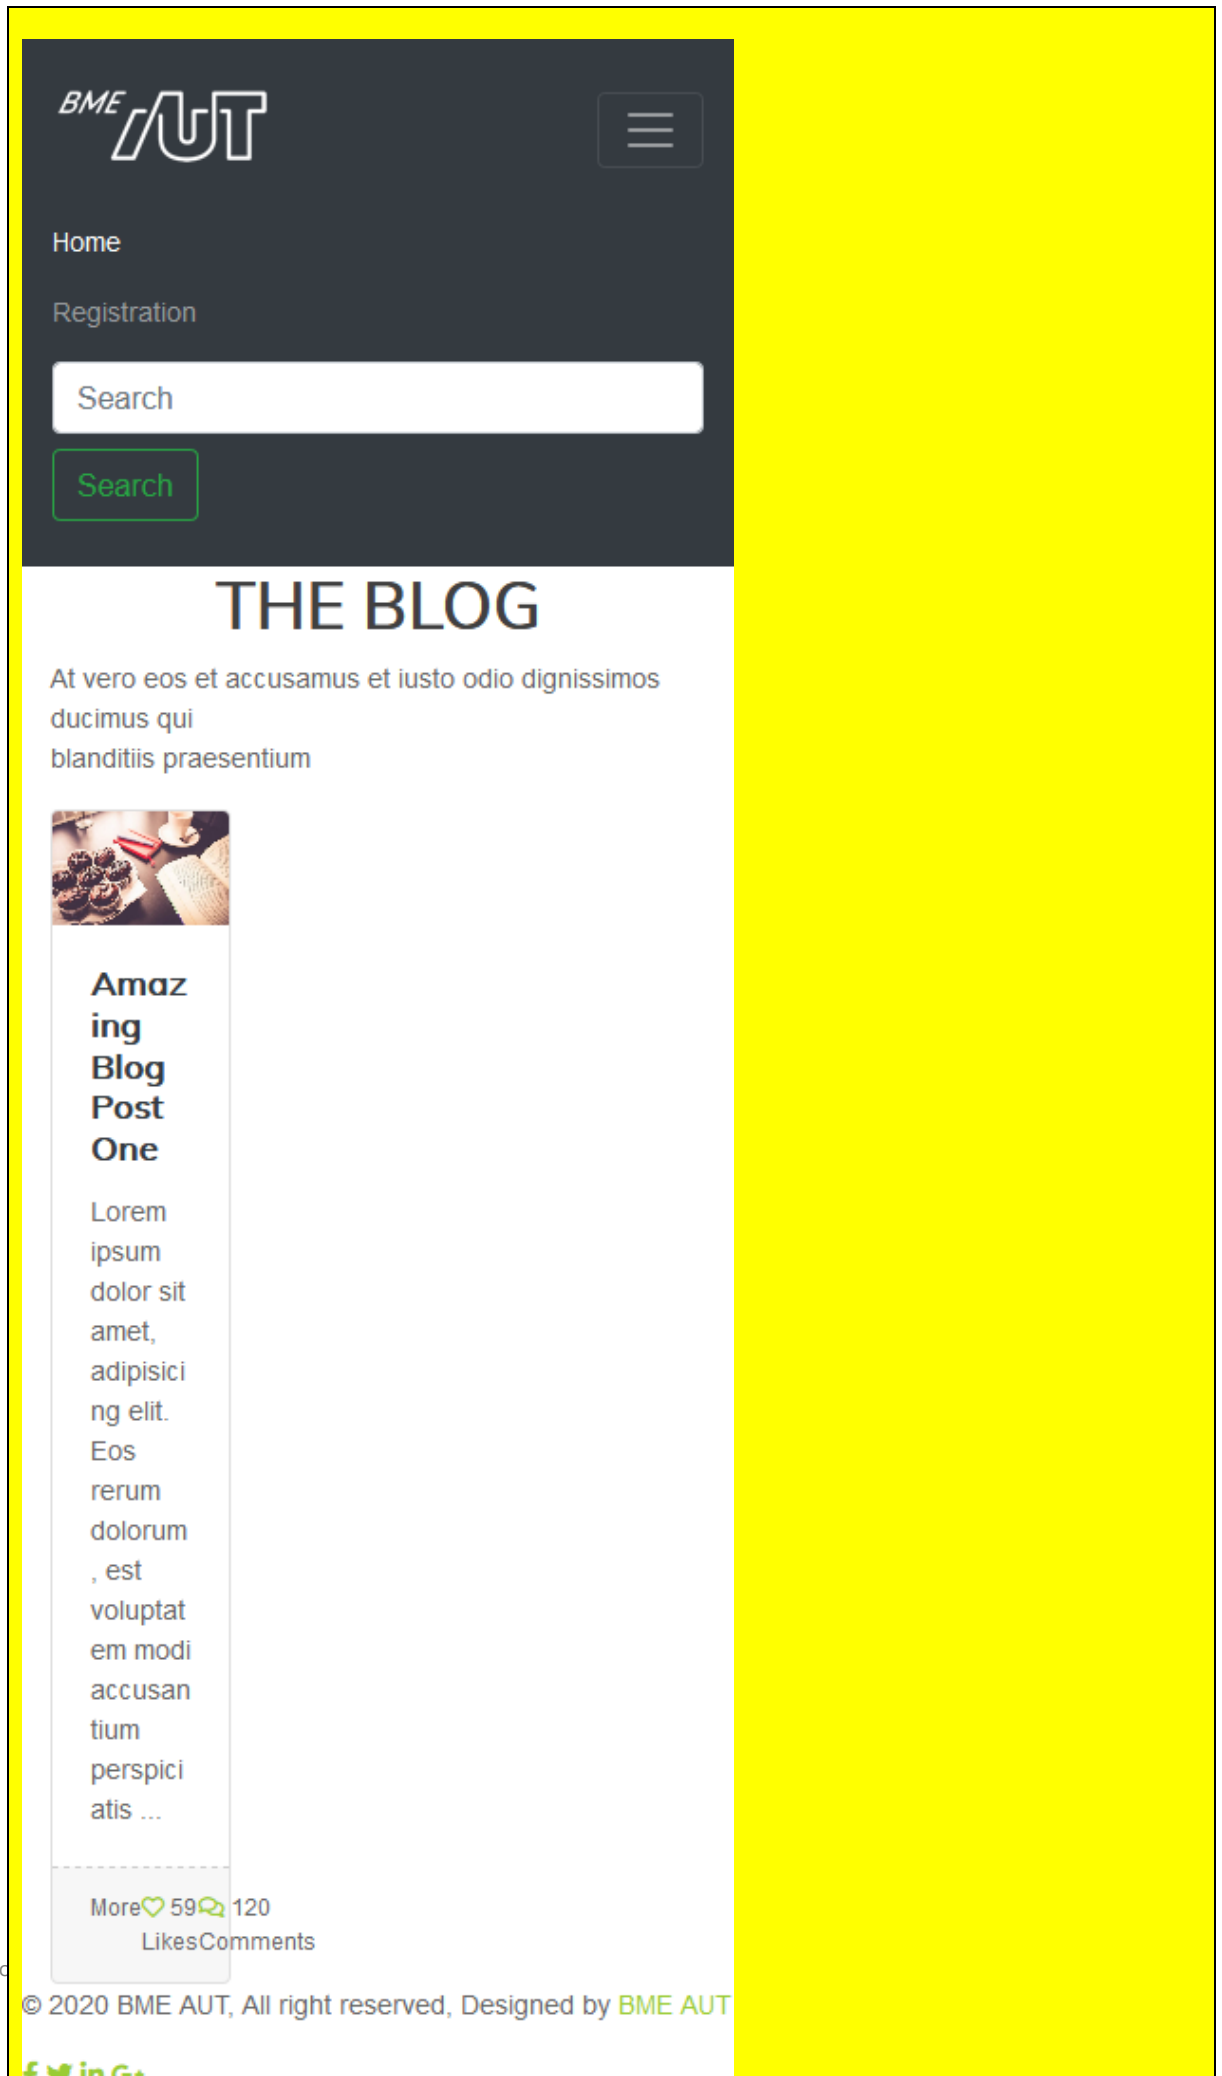 BME AUT
Home
Registration
Search
Search
THE BLOG
At vero eos et accusamus et iusto odio dignissimos
ducimus qui
blanditiis praesentium
Amaz
ing
Blog
Post
One
Lorem
ipsum
dolor sit
amet,
adipisici
ng elit.
Eos
rerum
dolorum
, est
voluptat
em modi
accusan
tium
perspici
atis ...
More 59 120
LikesComments
© 2020 BME AUT, All right reserved, Designed by BME AUT